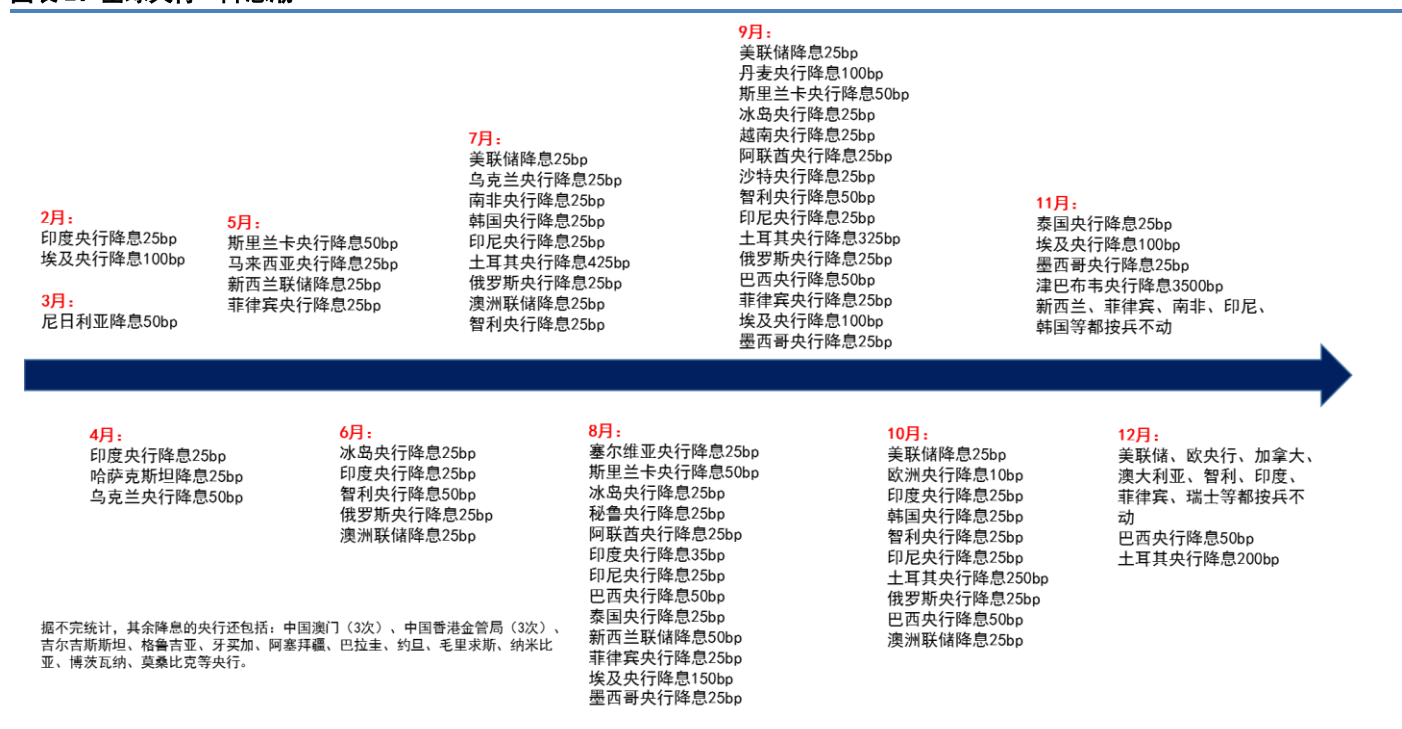 2月：
印度央行降息25bp
埃及央行降息100bp
3月：
尼日利亚降息50bp
5月：
斯里兰卡央行降息50bp
马来西亚央行降息25bp
新西兰联储降息25bp
菲律宾央行降息25bp
7月：
美联储降息25bp
乌克兰央行降息25bp
南非央行降息25bp
韩国央行降息25bp
印尼央行降息25bp
土耳其央行降息425bp
俄罗斯央行降息25bp
澳洲联储降息25bp
智利央行降息25bp
9月：
美联储降息25bp
丹麦央行降息100bp
斯里兰卡央行降息50bp
冰岛央行降息25bp
越南央行降息25bp
阿联酋央行降息25bp
沙特央行降息25bp
智利央行降息50bp
印尼央行降息25bp
土耳其央行降息325bp
俄罗斯央行降息25bp
巴西央行降息50bp
菲律宾央行降息25bp
埃及央行降息100bp
墨西哥央行降息25bp
11月：
泰国央行降息25bp
埃及央行降息100bp
墨西哥央行降息25bp
津巴布韦央行降息3500bp
新西兰、菲律宾、南非、印尼、
韩国等都按兵不动
4月：
印度央行降息25bp
哈萨克斯坦降息25bp
乌克兰央行降息50bp
6月：
冰岛央行降息25bp
印度央行降息25bp
智利央行降息50bp
俄罗斯央行降息25bp
澳洲联储降息25bp
8月：
塞尔维亚央行降息25bp
斯里兰卡央行降息50bp
冰岛央行降息25bp
秘鲁央行降息25bp
阿联酋央行降息25bp
印度央行降息35bp
印尼央行降息25bp
巴西央行降息50bp
泰国央行降息25bp
新西兰联储降息50bp
菲律宾央行降息25bp
埃及央行降息150bp
墨西哥央行降息25bp
10月：
美联储降息25bp
欧洲央行降息10bp
印度央行降息25bp
韩国央行降息25bp
智利央行降息25bp
印尼央行降息25bp
土耳其央行降息250bp
俄罗斯央行降息25bp
巴西央行降息50bp
澳洲联储降息25bp
12月：
美联储、欧央行、加拿大、
澳大利亚、智利、印度、
菲律宾、瑞士等都按兵不
动
巴西央行降息50bp
土耳其央行降息200bp
据不完统计，其余降息的央行还包括：中国澳门（3次）、中国香港金管局（3次）、
吉尔吉斯斯坦、格鲁吉亚、牙买加、阿塞拜疆、巴拉圭、约旦、毛里求斯、纳米比
亚、博茨瓦纳、莫桑比克等央行。